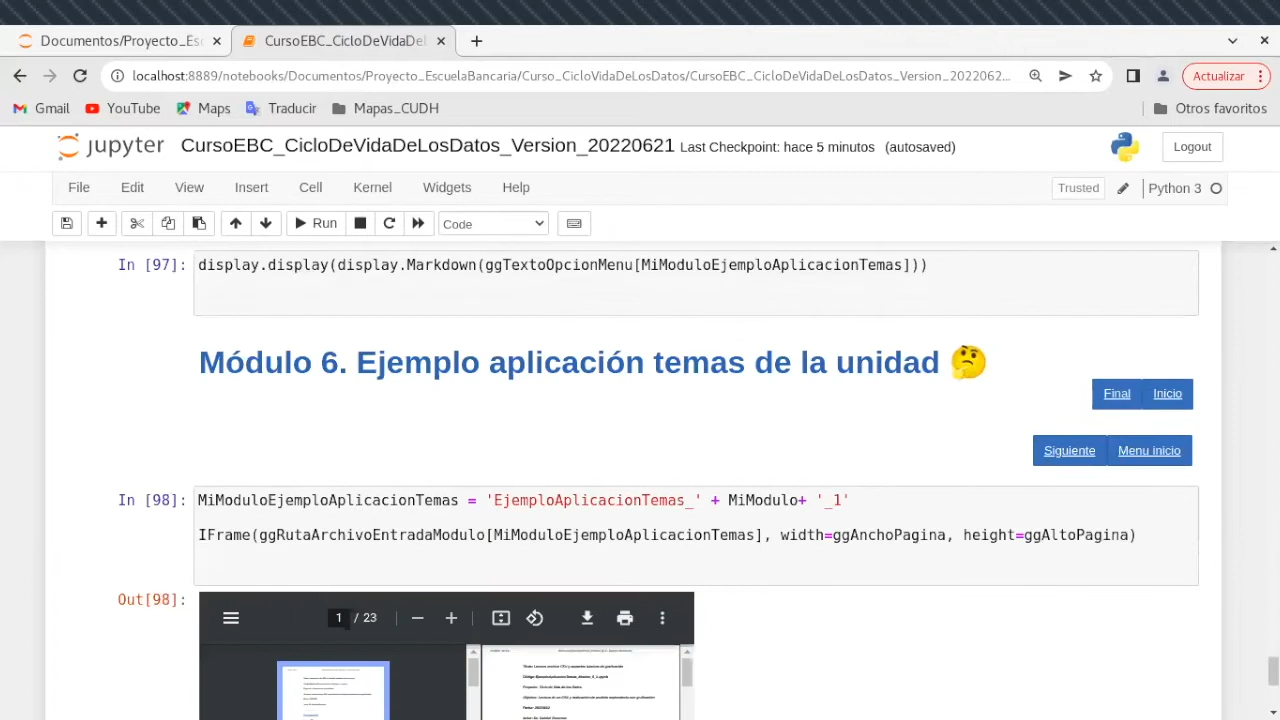 Documentos/Proyecto_Esc
CursoEBC_CicloDeVidaDel
localhost:8889/notebooks/Documentos/Proyecto_EscuelaBancaria/Curso_CicloVidaDeLosDatos/CursoEBC_CicloDeVidaDeLosDatos_Version_2022062...
Actualizar
Gmail YouTube Maps Traducir Mapas_CUDH Otros favoritos
jupyter CursoEBC_CicloDeVidaDeLosDatos_Version_20220621 Last Checkpoint: hace 5 minutos (autosaved) Logout
File Edit View Insert Cell Kernel Widgets Help Trusted Python 3
Run Code
In [97]: display.display(display.Markdown(ggTextoOpcionMenu[MiModuloEjemploAplicacionTemas]))
Módulo 6. Ejemplo aplicación temas de la unidad 🤔
Final Inicio
Siguiente Menu inicio
In [98]: MiModuloEjemploAplicacionTemas = 'EjemploAplicacionTemas_' + MiModulo+ '_1'
IFrame(ggRutaArchivoEntradaModulo[MiModuloEjemploAplicacionTemas], width=ggAnchoPagina, height=ggAltoPagina)
Out[98]:
1 / 23